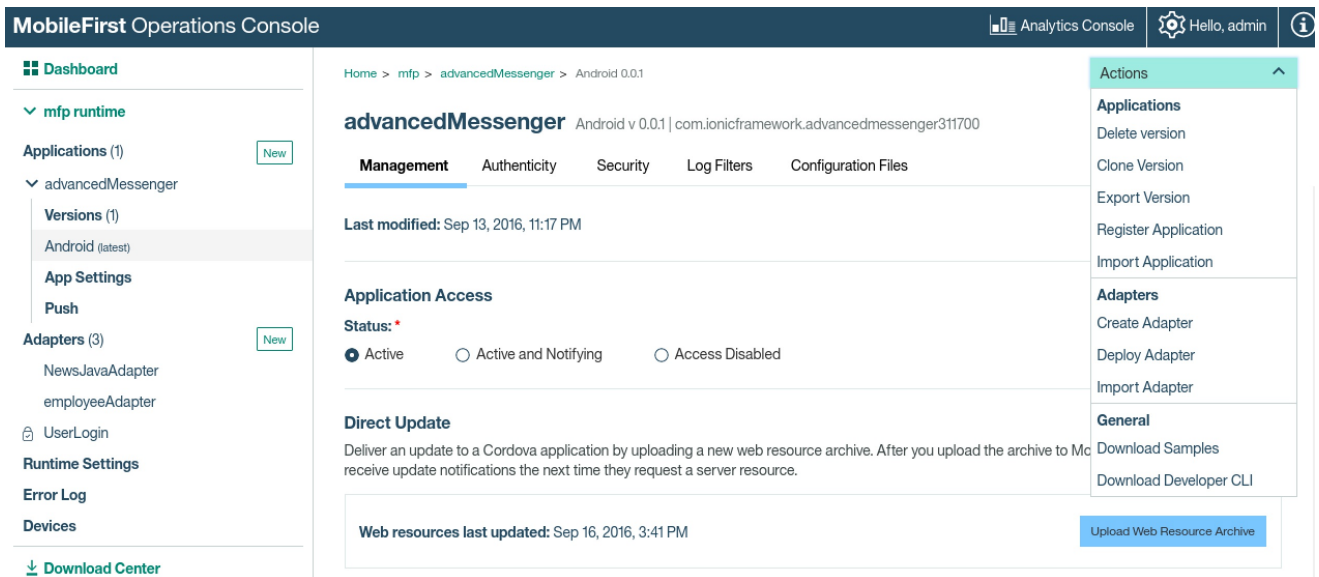 MobileFirst Operations Console
Analytics Console
Hello, admin
Dashboard
mfp runtime
Applications (1)
New
advancedMessenger
Versions (1)
Android (latest)
App Settings
Push
Adapters (3)
New
NewsJavaAdapter
employeeAdapter
UserLogin
Runtime Settings
Error Log
Devices
Download Center
Home > mfp > advancedMessenger > Android 0.0.1
advancedMessenger Android v 0.0.1 | com.ionicframework.advancedmessenger311700
Management Authenticity Security Log Filters Configuration Files
Last modified: Sep 13, 2016, 11:17 PM
Application Access
Status: *
Active Active and Notifying Access Disabled
Direct Update
Deliver an update to a Cordova application by uploading a new web resource archive. After you upload the archive to Mo
receive update notifications the next time they request a server resource.
Web resources last updated: Sep 16, 2016, 3:41 PM
Upload Web Resource Archive
Actions
Applications
Delete version
Clone Version
Export Version
Register Application
Import Application
Adapters
Create Adapter
Deploy Adapter
Import Adapter
General
Download Samples
Download Developer CLI